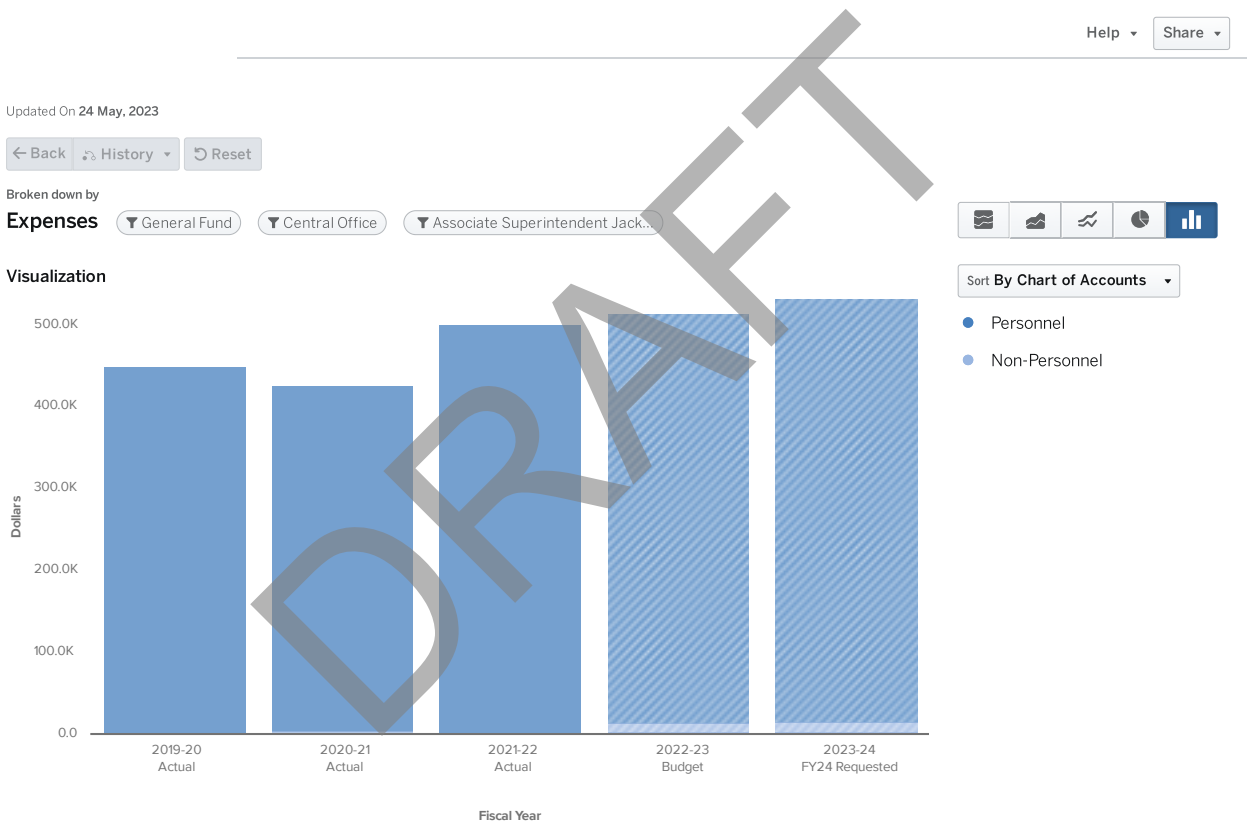 Help
Share
Updated On 24 May, 2023
Back
History
Reset
Broken down by
Expenses
General Fund
Central Office
Associate Superintendent Jack...
Visualization
Sort By Chart of Accounts
Personnel
Non-Personnel
Dollars
500.0K
400.0K
300.0K
200.0K
100.0K
0.0
2019-20 2020-21 2021-22 2022-23 2023-24
Actual Actual Actual Budget FY24 Requested
Fiscal Year
DRAFT